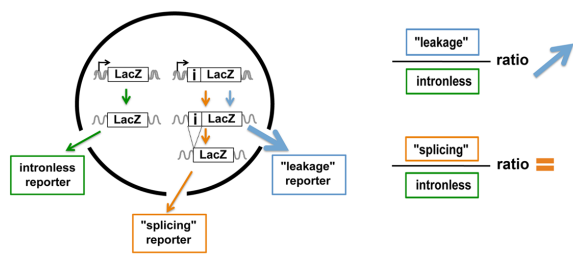 LacZ
i LacZ
LacZ
i LacZ
LacZ
intronless
reporter
"leakage"
reporter
"splicing"
reporter
"leakage"
intronless
ratio
"splicing"
intronless
ratio =